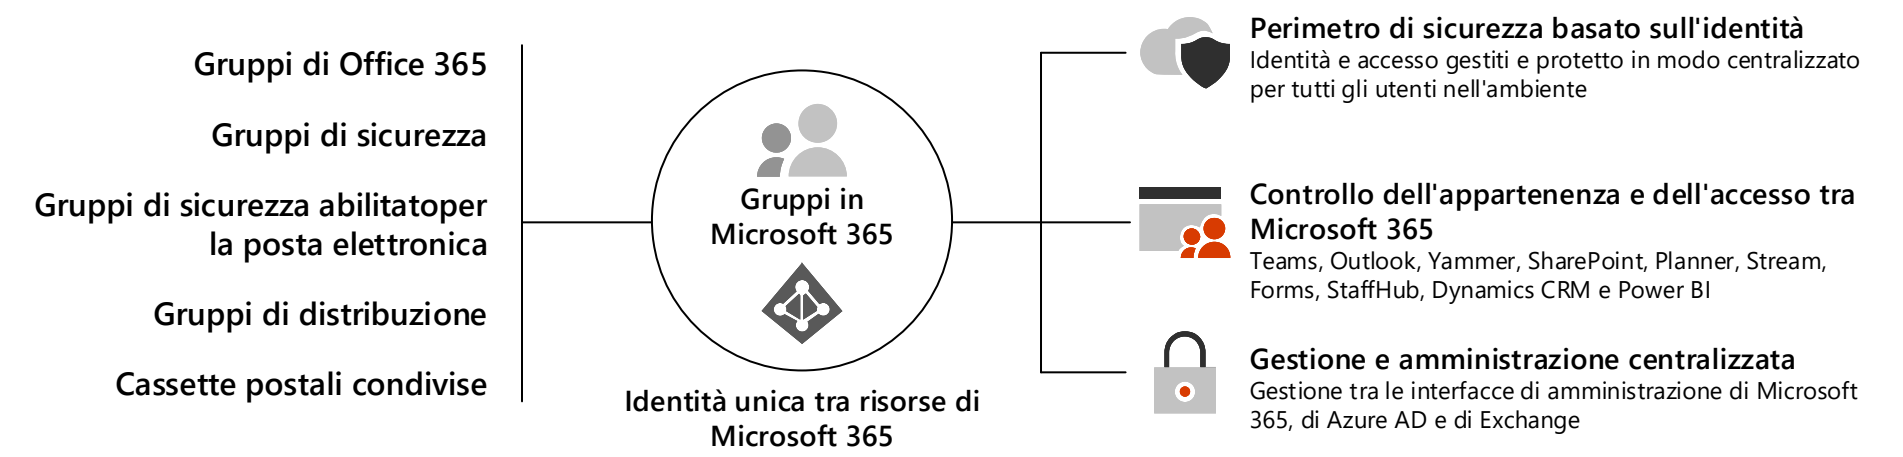 Gruppi di Office 365
Gruppi di sicurezza
Gruppi di sicurezza abilitatoper
la posta elettronica
Gruppi di distribuzione
Cassette postali condivise
Gruppi in
Microsoft 365
Identità unica tra risorse di
Microsoft 365
Perimetro di sicurezza basato sull'identità
Identità e accesso gestiti e protetto in modo centralizzato
per tutti gli utenti nell'ambiente
Controllo dell'appartenenza e dell'accesso tra
Microsoft 365
Teams, Outlook, Yammer, SharePoint, Planner, Stream,
Forms, StaffHub, Dynamics CRM e Power BI
Gestione e amministrazione centralizzata
Gestione tra le interfacce di amministrazione di Microsoft
365, di Azure AD e di Exchange